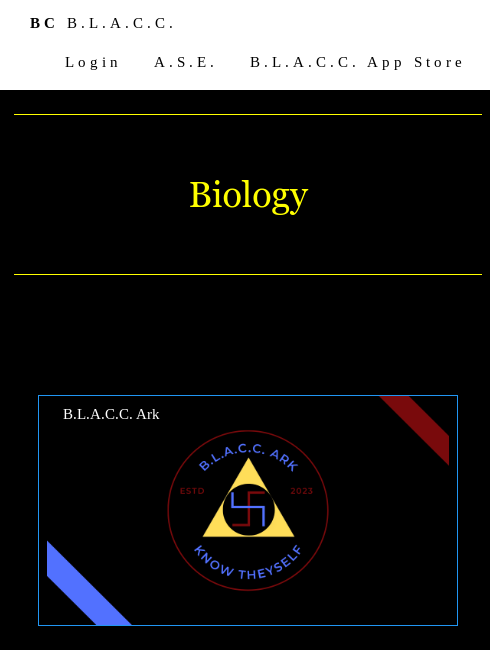 BC B.L.A.C.C.
Login A.S.E. B.L.A.C.C. App Store
Biology
B.L.A.C.C. Ark
B.L.A.C.C. ARK
ESTD 2023
KNOW THEYSELF